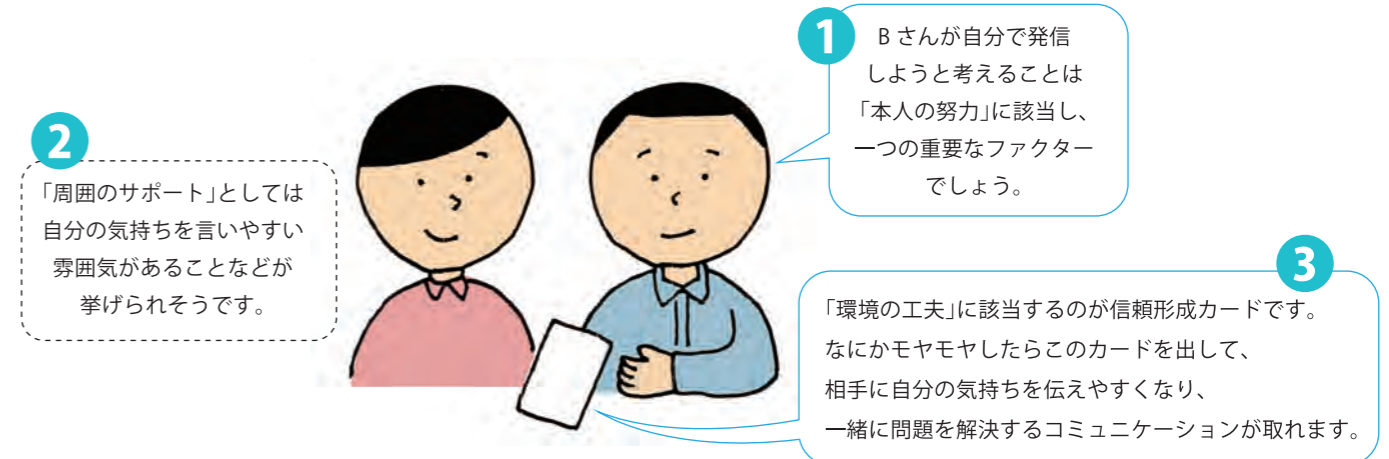 1
Bさんが自分で発信
しようと考えることは
「本人の努力」に該当し、
一つの重要なファクター
でしょう。
2
「周囲のサポート」としては
自分の気持ちを言いやすい
雰囲気があることなどが
挙げられそうです。
3
「環境の工夫」に該当するのが信頼形成カードです。
なにかモヤモヤしたらこのカードを出して、
相手に自分の気持ちを伝えやすくなり、
一緒に問題を解決するコミュニケーションが取れます。